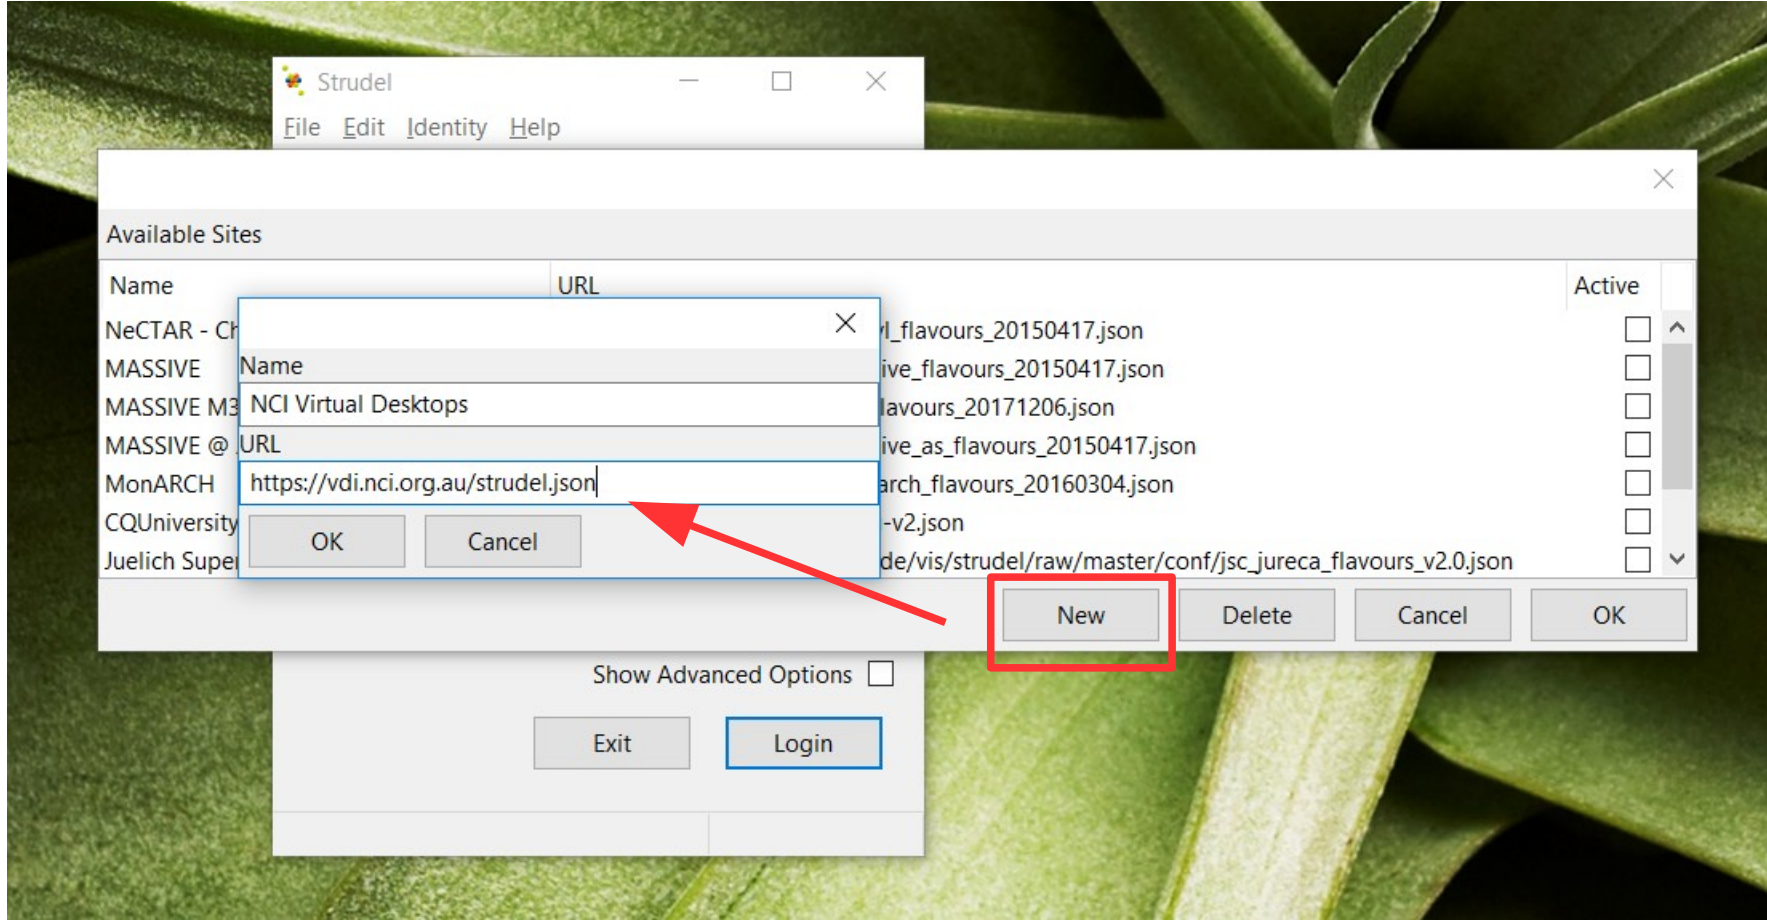 Strudel
File Edit Identity Help
Available Sites
Name URL Active
NeCTAR - _flavours_20150417.json
MASSIVE ive_flavours_20150417.json
MASSIVE M3 lavours_20171206.json
MASSIVE @ ive_as_flavours_20150417.json
MonARCH arch_flavours_20160304.json
CQUniversity -v2.json
Juelich Super de/vis/strudel/raw/master/conf/jsc_jureca_flavours_v2.0.json
Name
NCI Virtual Desktops
URL
https://vdi.nci.org.au/strudel.json
OK Cancel
New Delete Cancel OK
Show Advanced Options
Exit Login